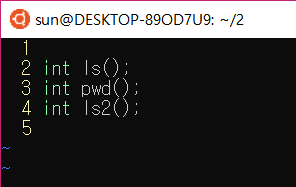 sun@DESKTOP-89OD7U9: ~/2
1
2 int ls();
3 int pwd();
4 int ls2();
5
~
~